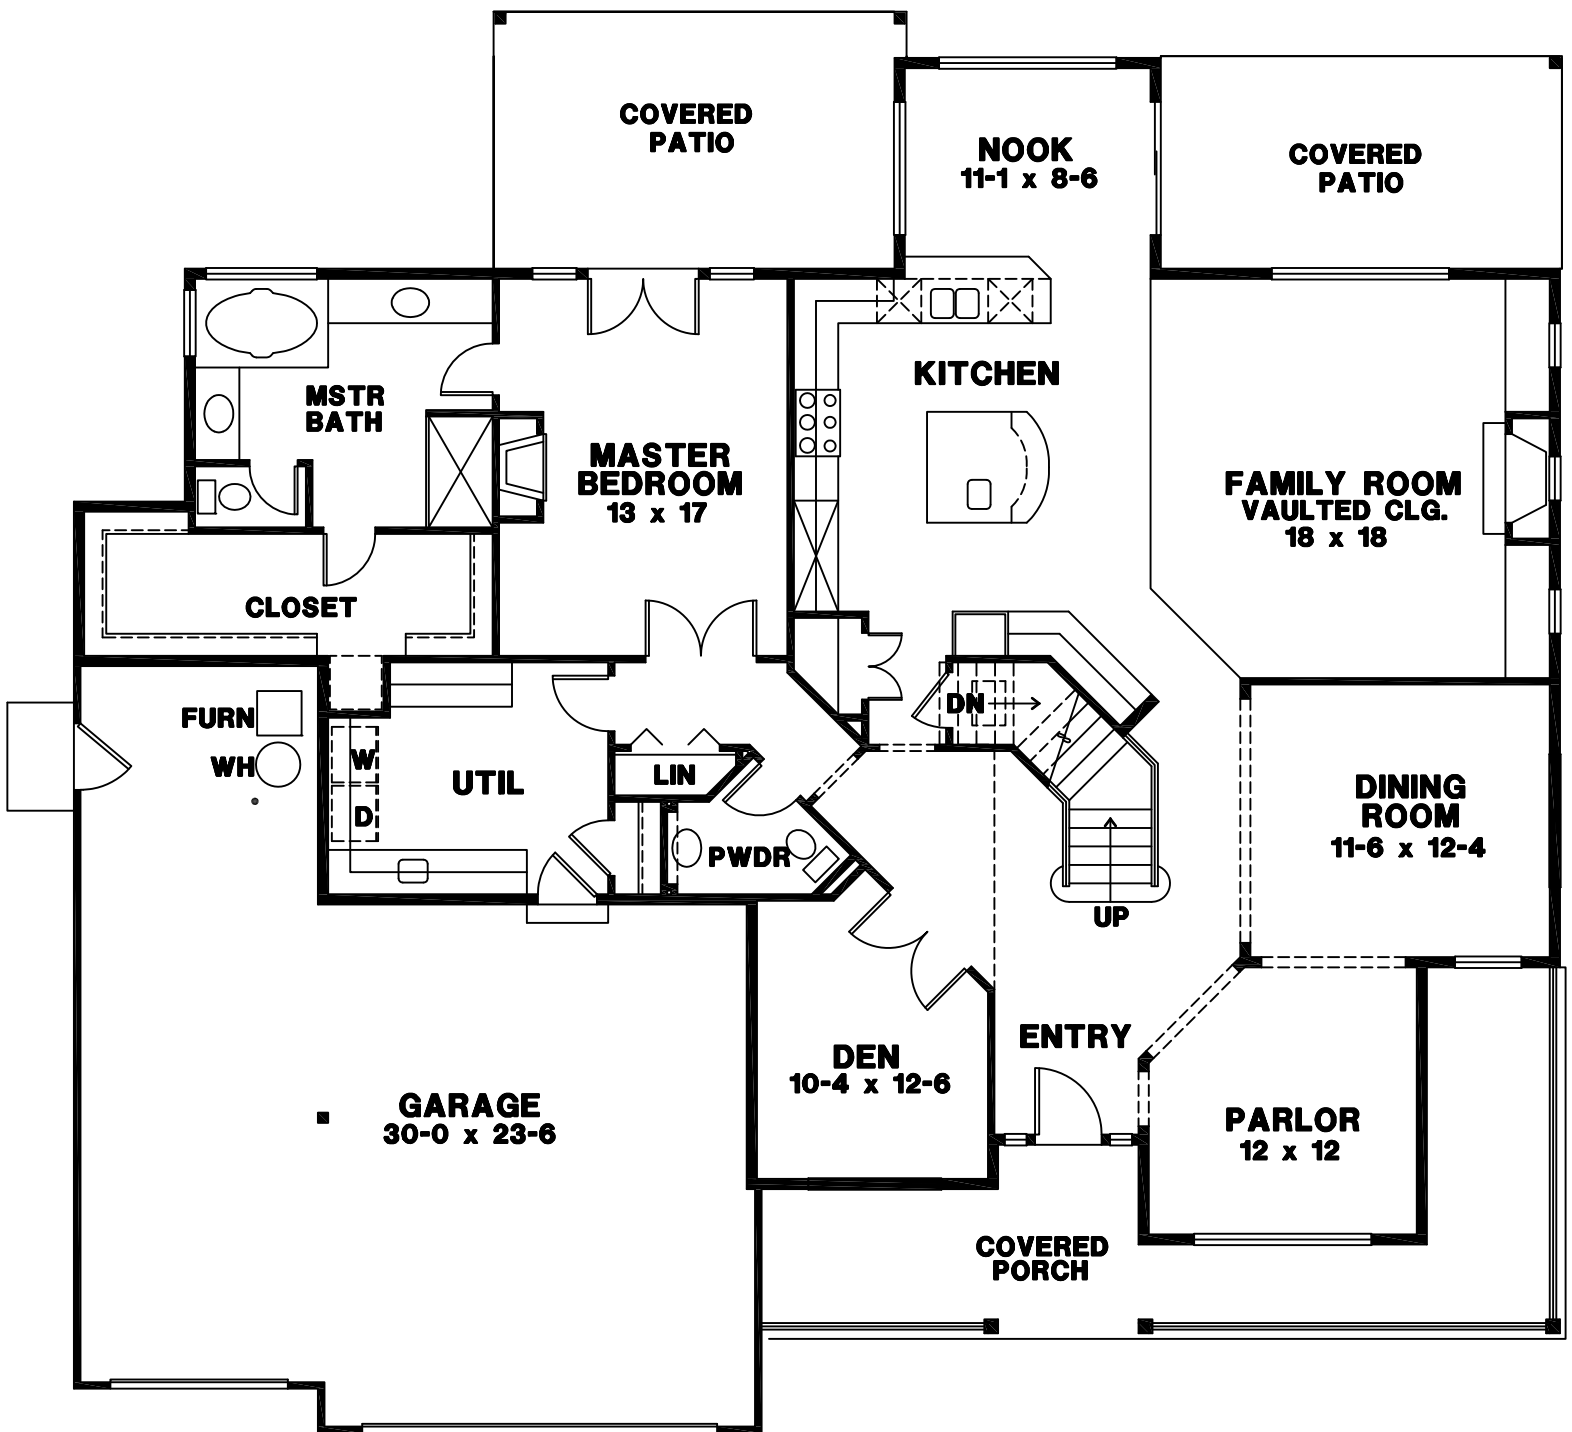 COVERED
PATIO
NOOK
11-1 x 8-6
COVERED
PATIO
KITCHEN
MSTR
BATH
MASTER
BEDROOM
13 x 17
FAMILY ROOM
VAULTED CLG.
18 x 18
CLOSET
DN
FURN
WH
W
D
UTIL
LIN
PWDR
UP
DINING
ROOM
11-6 x 12-4
ENTRY
DEN
10-4 x 12-6
GARAGE
30-0 x 23-6
PARLOR
12 x 12
COVERED
PORCH